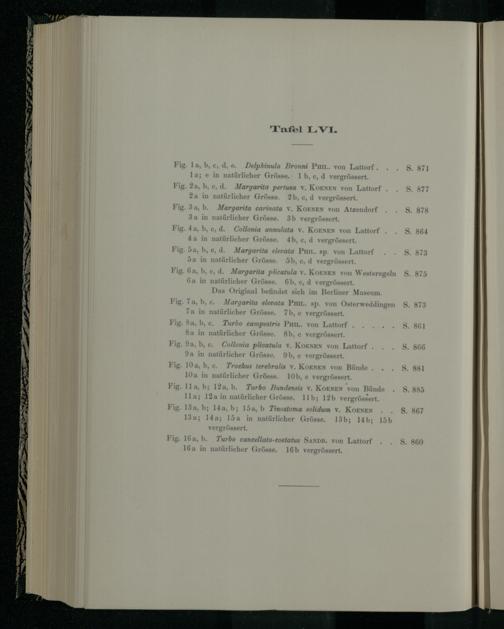 Tafel LVI.
Fig. 1a, b, c, d, e. Delphinula Bronni PHIL. von Lattorf . . . S. 871
1a; e in natürlicher Grösse. 1b, c, d vergrössert.
Fig. 2a, b, c, d. Margarita pertusa v. KOENEN von Lattorf . . S. 877
2a in natürlicher Grösse. 2b, c, d vergrössert.
Fig. 3a, b. Margarita carinata v. KOENEN von Atzendorf . . S. 878
3a in natürlicher Grösse. 3b vergrössert.
Fig. 4a, b, c, d. Collonia annulata v. KOENEN von Lattorf . . S. 864
4a in natürlicher Grösse. 4b, c, d vergrössert.
Fig. 5a, b, c, d. Margarita elevata PHIL. sp. von Lattorf . . S. 873
5a in natürlicher Grösse. 5b, c, d vergrössert.
Fig. 6a, b, c, d. Margarita plicatula v. KOENEN von Westeregeln S. 875
6a in natürlicher Grösse. 6b, c, d vergrössert.
Das Original befindet sich im Berliner Museum.
Fig. 7a, b, c. Margarita elevata PHIL. sp. von Osterweddingen S. 873
7a in natürlicher Grösse. 7b, c vergrössert.
Fig. 8a, b, c. Turbo campestris PHIL. von Lattorf . . . . . S. 861
8a in natürlicher Grösse. 8b, c vergrössert.
Fig. 9a, b, c. Collonia plicatula v. KOENEN von Lattorf . . . S. 866
9a in natürlicher Grösse. 9b, c vergrössert.
Fig. 10a, b, c. Trochus terebralis v. KOENEN von Bünde . . . S. 881
10a in natürlicher Grösse. 10b, c vergrössert.
Fig. 11a, b; 12a, b. Turbo Bundensis v. KOENEN von Bünde . S. 885
11a; 12a in natürlicher Grösse. 11b; 12b vergrössert.
Fig. 13a, b; 14a, b; 15a, b Tinostoma solidum v. KOENEN . . S. 867
13a; 14a; 15a in natürlicher Grösse. 13b; 14b; 15b
vergrössert.
Fig. 16a, b. Turbo cancellato-costatus SANDB. von Lattorf . . S. 860
16a in natürlicher Grösse. 16b vergrössert.